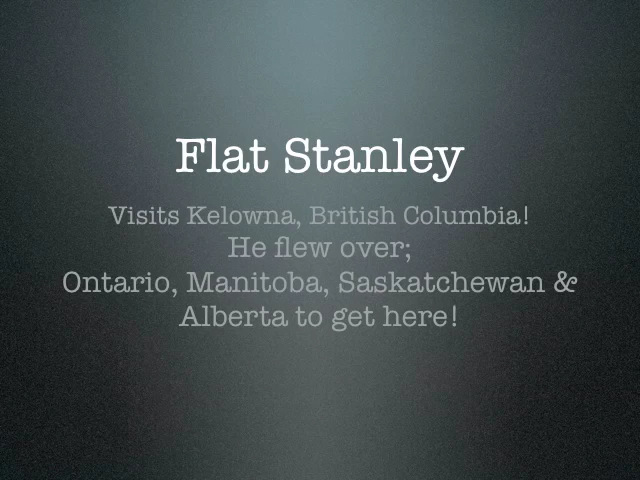 Flat Stanley
Visits Kelowna, British Columbia!
He flew over;
Ontario, Manitoba, Saskatchewan &
Alberta to get here!